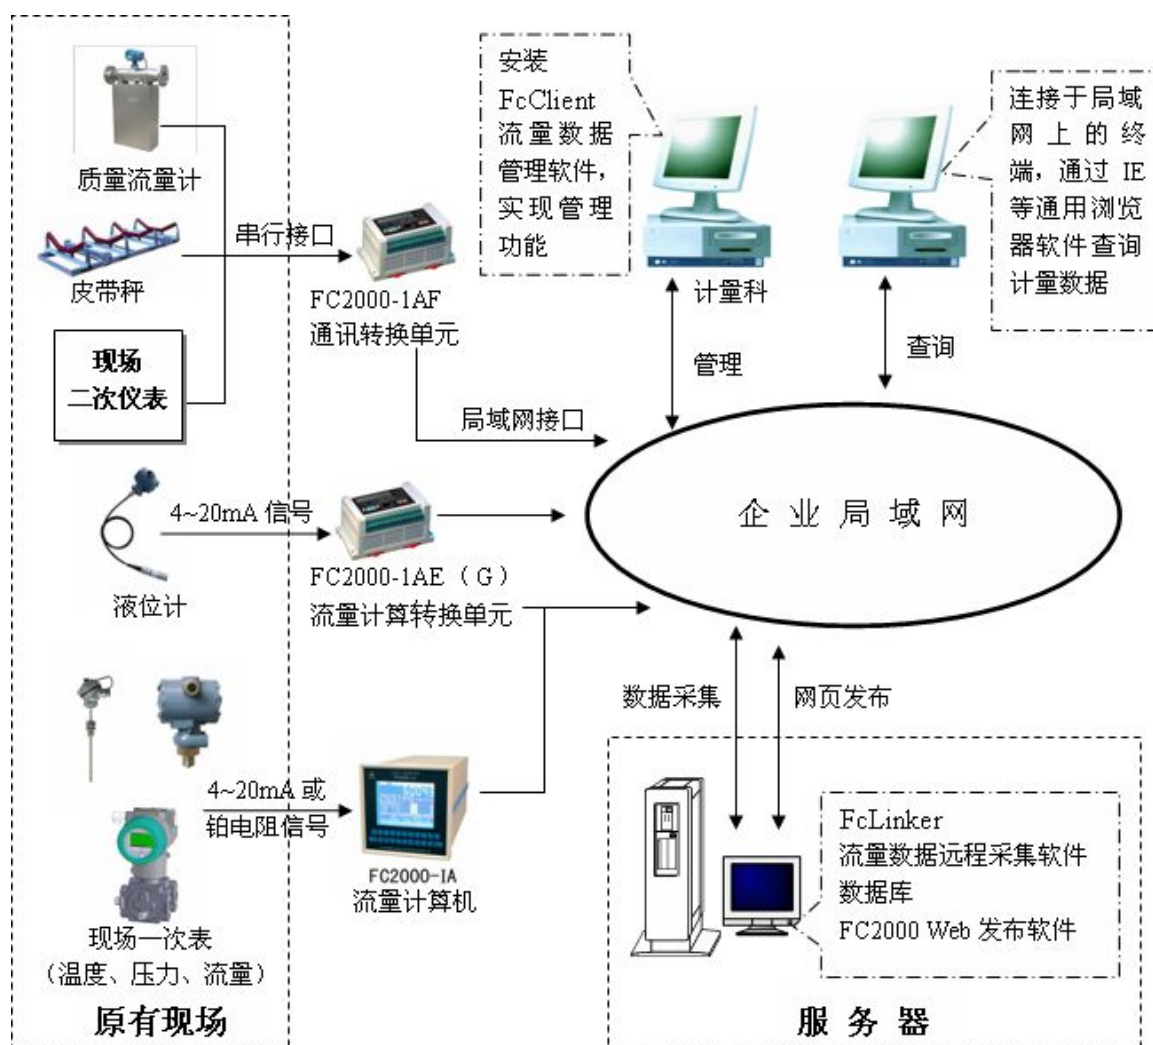 质量流量计
皮带秤
现场
二次仪表
串行接口
FC2000-1AF
通讯转换单元
局域网接口
液位计
4~20mA 信号
FC2000-1AE（G）
流量计算转换单元
4~20mA 或
铂电阻信号
FC2000-IA
流量计算机
现场一次表
（温度、压力、流量）
原有现场
安装
FcClient
流量数据
管理软件，
实现管理
功能
计量科
管理
连接于局域
网上的终
端，通过 IE
等通用浏览
器软件查询
计量数据
查询
企业局域网
数据采集
网页发布
FcLinker
流量数据远程采集软件
数据库
FC2000 Web 发布软件
服务器